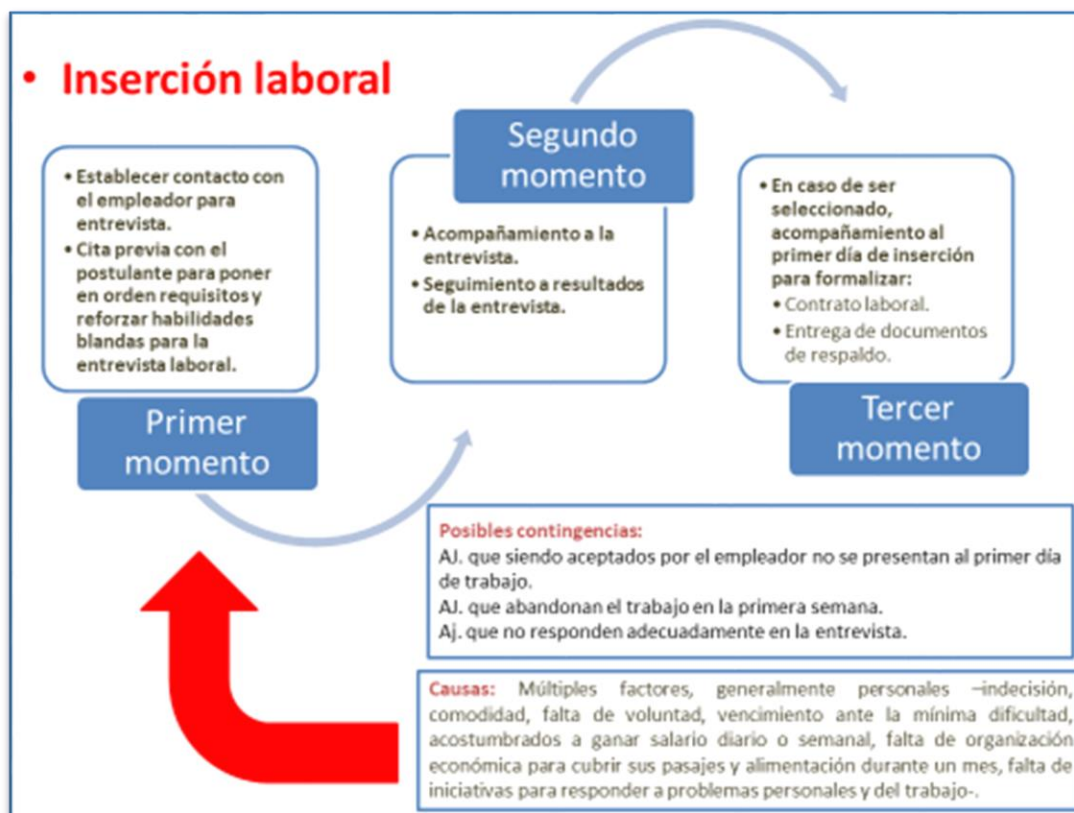 • Inserción laboral
• Establecer contacto con
el empleador para
entrevista.
• Cita previa con el
postulante para poner
en orden requisitos y
reforzar habilidades
blandas para la
entrevista laboral.
Primer
momento
Segundo
momento
• Acompañamiento a la
entrevista.
• Seguimiento a resultados
de la entrevista.
• En caso de ser
seleccionado,
acompañamiento al
primer día de inserción
para formalizar:
• Contrato laboral.
• Entrega de documentos
de respaldo.
Tercer
momento
Posibles contingencias:
AJ. que siendo aceptados por el empleador no se presentan al primer día
de trabajo.
AJ. que abandonan el trabajo en la primera semana.
Aj. que no responden adecuadamente en la entrevista.
Causas: Múltiples factores, generalmente personales –indecisión,
comodidad, falta de voluntad, vencimiento ante la mínima dificultad,
acostumbrados a ganar salario diario o semanal, falta de organización
económica para cubrir sus pasajes y alimentación durante un mes, falta de
iniciativas para responder a problemas personales y del trabajo-.